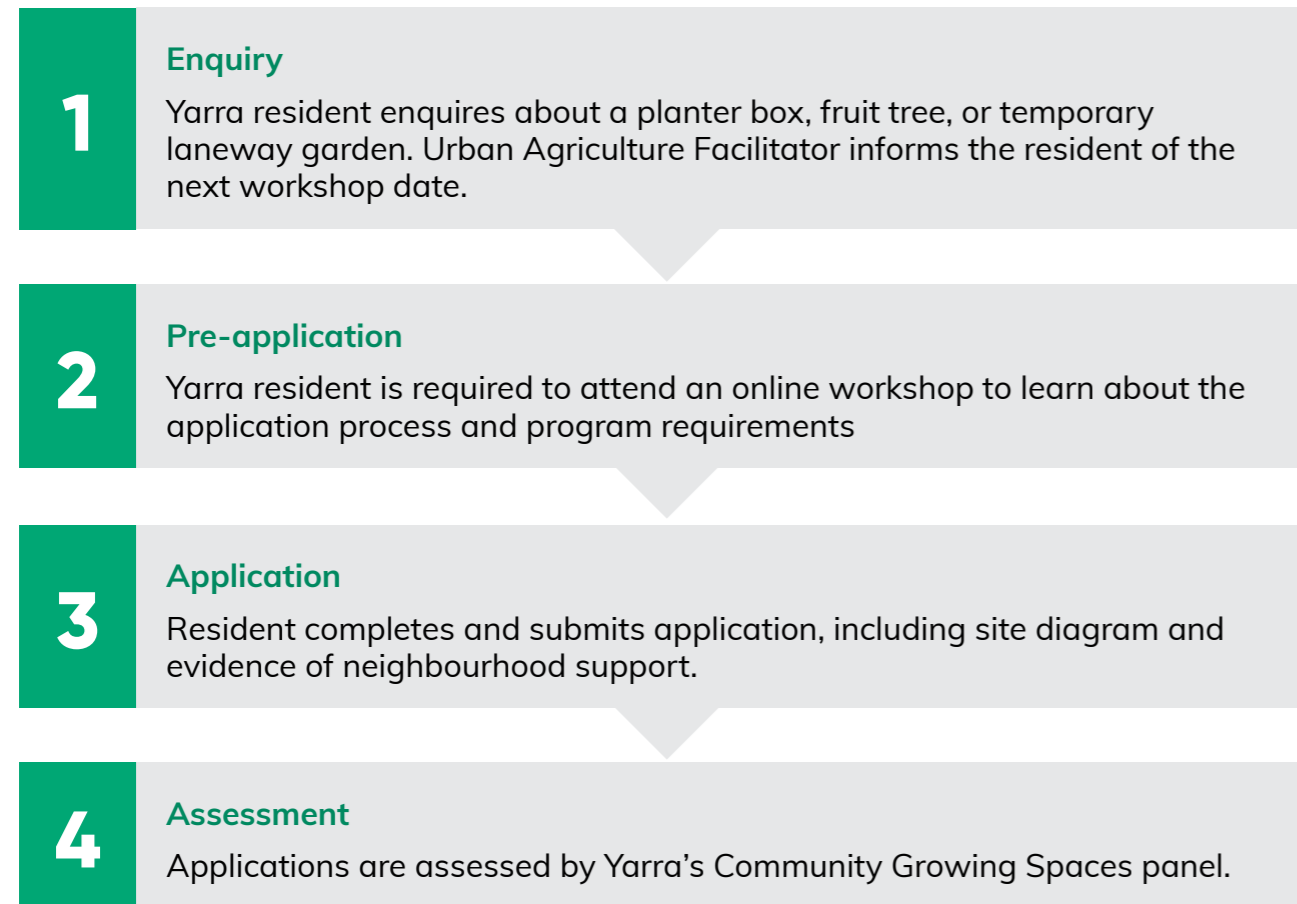 1
Enquiry
Yarra resident enquires about a planter box, fruit tree, or temporary
laneway garden. Urban Agriculture Facilitator informs the resident of the
next workshop date.
2
Pre-application
Yarra resident is required to attend an online workshop to learn about the
application process and program requirements
3
Application
Resident completes and submits application, including site diagram and
evidence of neighbourhood support.
4
Assessment
Applications are assessed by Yarra’s Community Growing Spaces panel.